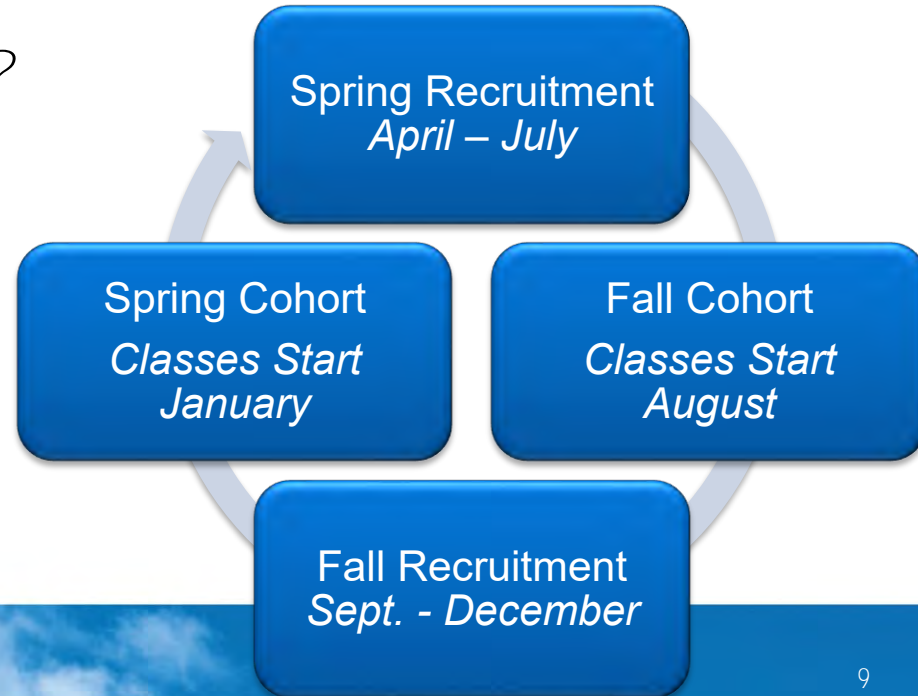 Spring Recruitment
April – July
Spring Cohort
Classes Start
January
Fall Cohort
Classes Start
August
Fall Recruitment
Sept. - December
9